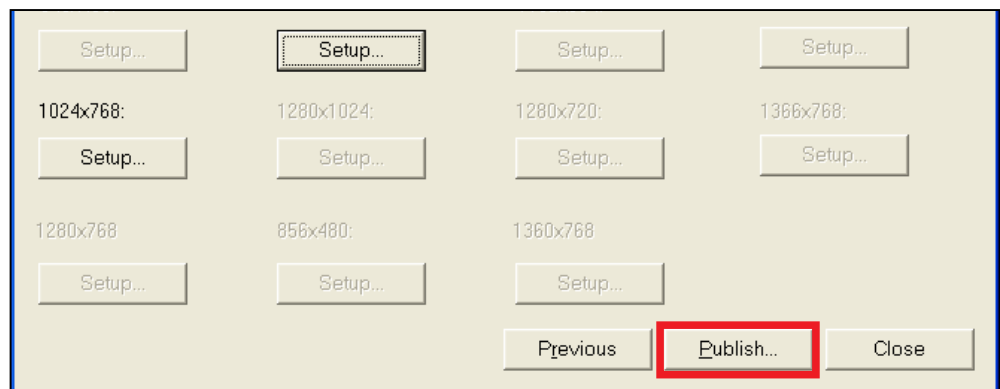 Setup... Setup... Setup... Setup...
1024x768: 1280x1024: 1280x720: 1366x768:
Setup... Setup... Setup... Setup...
1280x768 856x480: 1360x768
Setup... Setup... Setup...
Previous Publish... Close